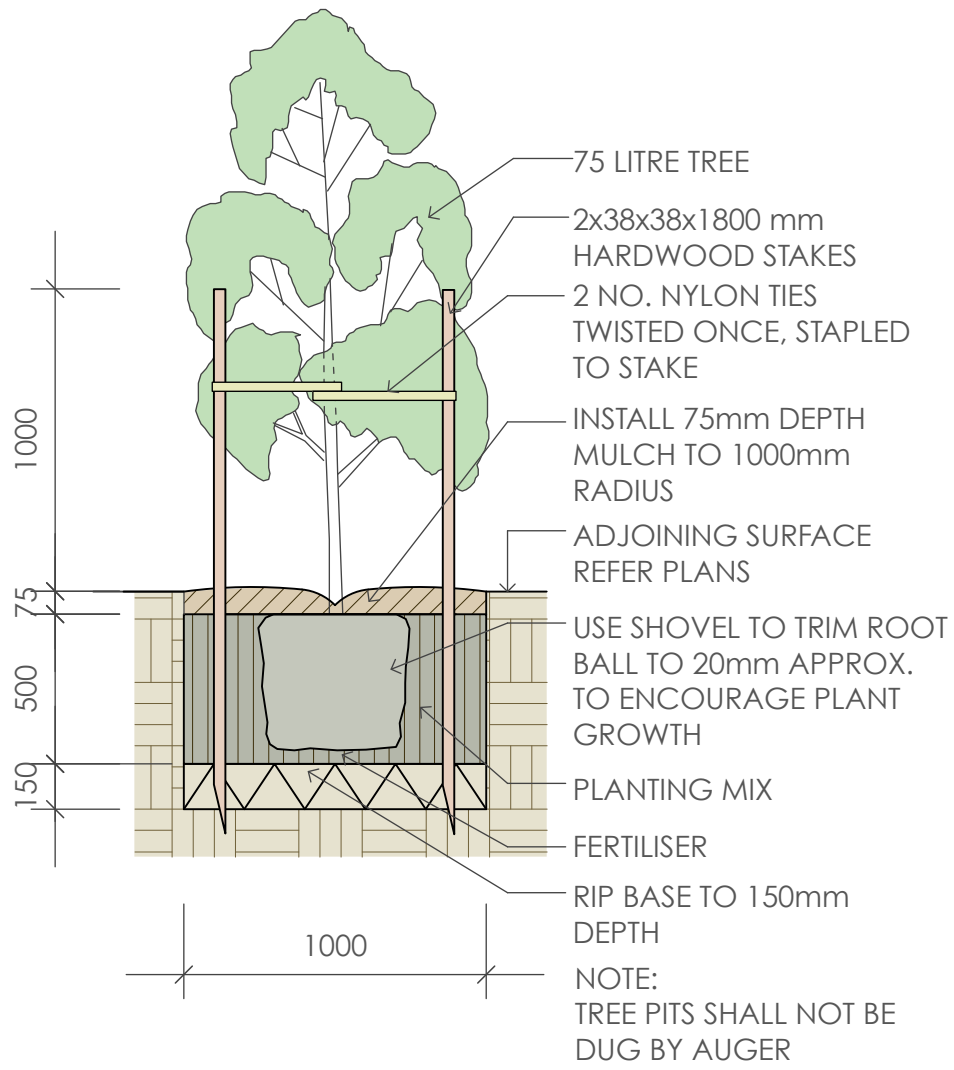 75 LITRE TREE
2x38x38x1800 mm
HARDWOOD STAKES
2 NO. NYLON TIES
TWISTED ONCE, STAPLED
TO STAKE
INSTALL 75mm DEPTH
MULCH TO 1000mm
RADIUS
ADJOINING SURFACE
REFER PLANS
USE SHOVEL TO TRIM ROOT
BALL TO 20mm APPROX.
TO ENCOURAGE PLANT
GROWTH
PLANTING MIX
FERTILISER
RIP BASE TO 150mm
DEPTH
NOTE:
TREE PITS SHALL NOT BE
DUG BY AUGER
1000
75
500
150
1000